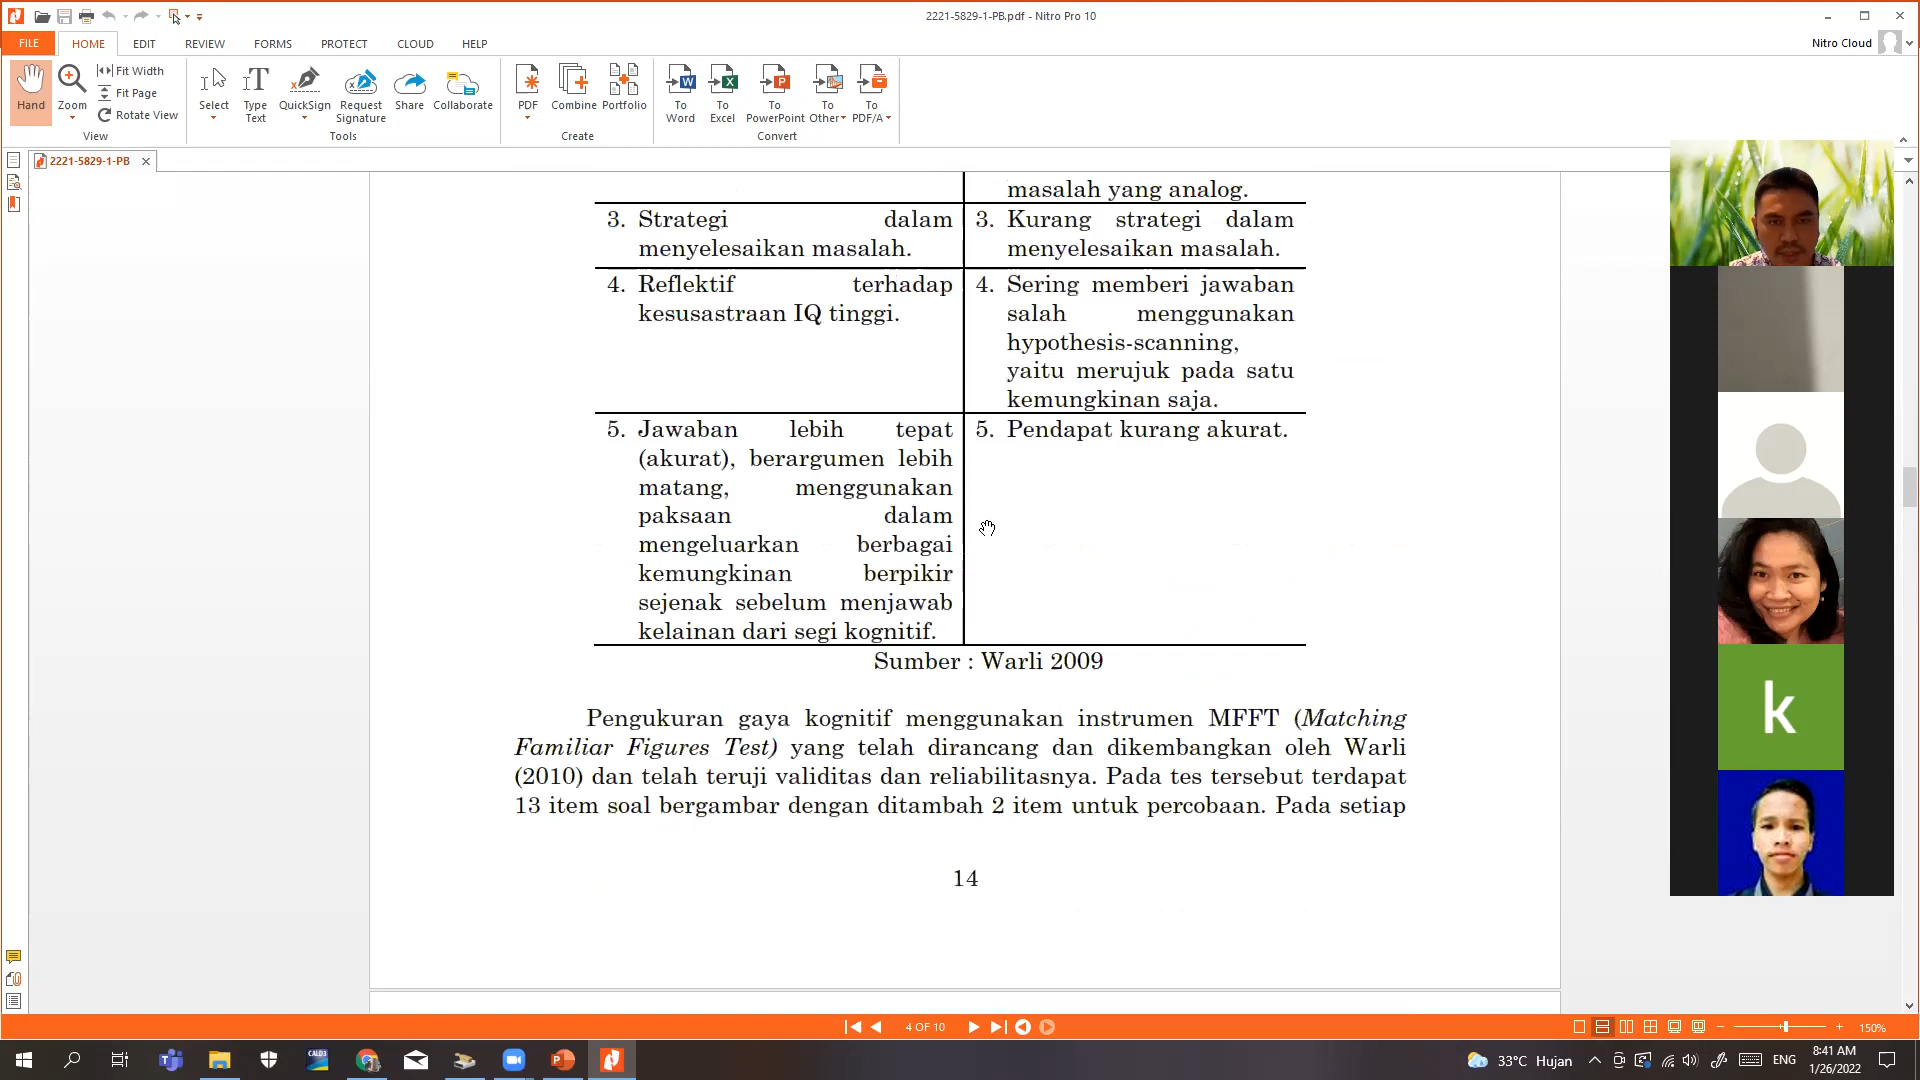 2221-5829-1-PB.pdf - Nitro Pro 10
FILE HOME EDIT REVIEW FORMS PROTECT CLOUD HELP
Nitro Cloud
Hand
Zoom
Fit Width
Fit Page
Rotate View
View
Select
Type Text
QuickSign
Request Signature
Share
Collaborate
Tools
PDF
Combine
Portfolio
Create
To Word
To Excel
To PowerPoint
To Other
To PDF/A
Convert
2221-5829-1-PB
masalah yang analog.
3. Strategi dalam
menyelesaikan masalah.
3. Kurang strategi dalam
menyelesaikan masalah.
4. Reflektif terhadap
kesusastraan IQ tinggi.
4. Sering memberi jawaban
salah menggunakan
hypothesis-scanning,
yaitu merujuk pada satu
kemungkinan saja.
5. Jawaban lebih tepat
(akurat), berargumen lebih
matang, menggunakan
paksaan dalam
mengeluarkan berbagai
kemungkinan berpikir
sejenak sebelum menjawab
kelainan dari segi kognitif.
5. Pendapat kurang akurat.
Sumber : Warli 2009
Pengukuran gaya kognitif menggunakan instrumen MFFT (Matching
Familiar Figures Test) yang telah dirancang dan dikembangkan oleh Warli
(2010) dan telah teruji validitas dan reliabilitasnya. Pada tes tersebut terdapat
13 item soal bergambar dengan ditambah 2 item untuk percobaan. Pada setiap
14
k
4 OF 10
150%
CALD3
33°C Hujan
ENG
8:41 AM
1/26/2022